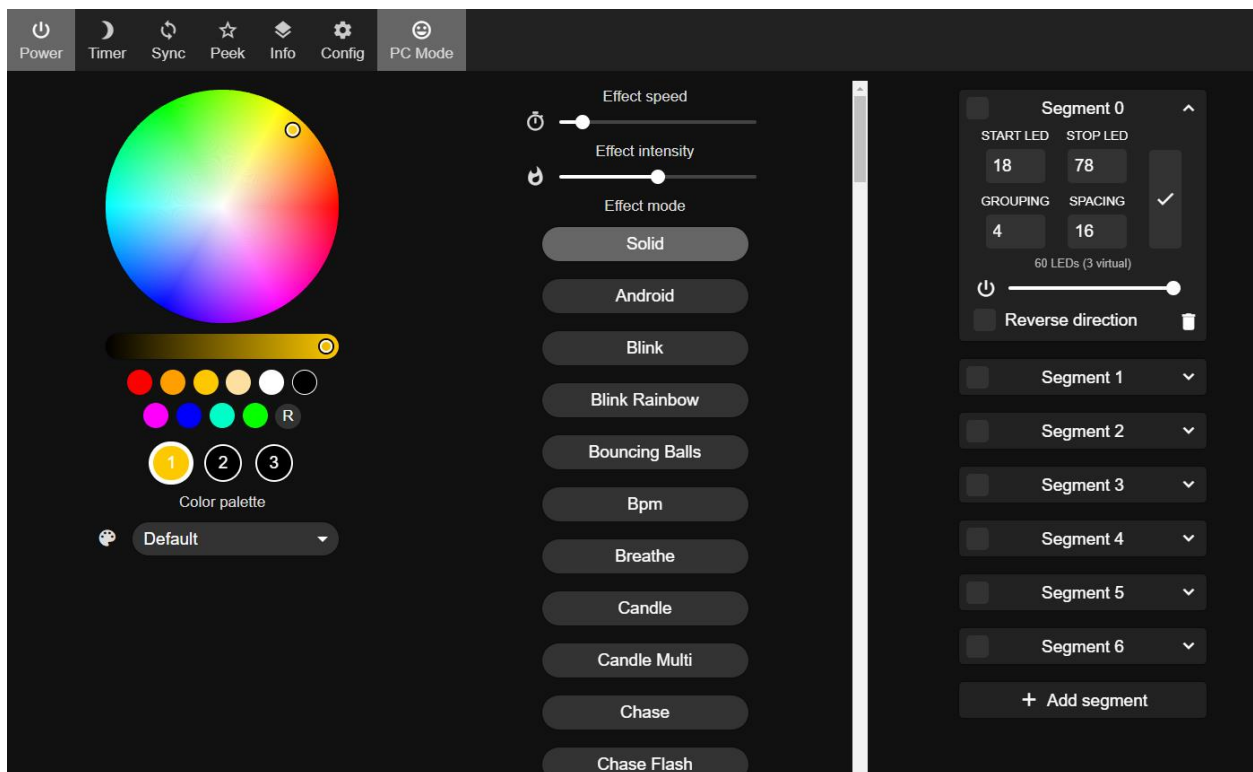 Power Timer Sync Peek Info Config PC Mode
R
1 2 3
Color palette
Default
Effect speed
Effect intensity
Effect mode
Solid
Android
Blink
Blink Rainbow
Bouncing Balls
Bpm
Breathe
Candle
Candle Multi
Chase
Chase Flash
Segment 0
START LED STOP LED
18 78
GROUPING SPACING
4 16
60 LEDs (3 virtual)
Reverse direction
Segment 1
Segment 2
Segment 3
Segment 4
Segment 5
Segment 6
+ Add segment